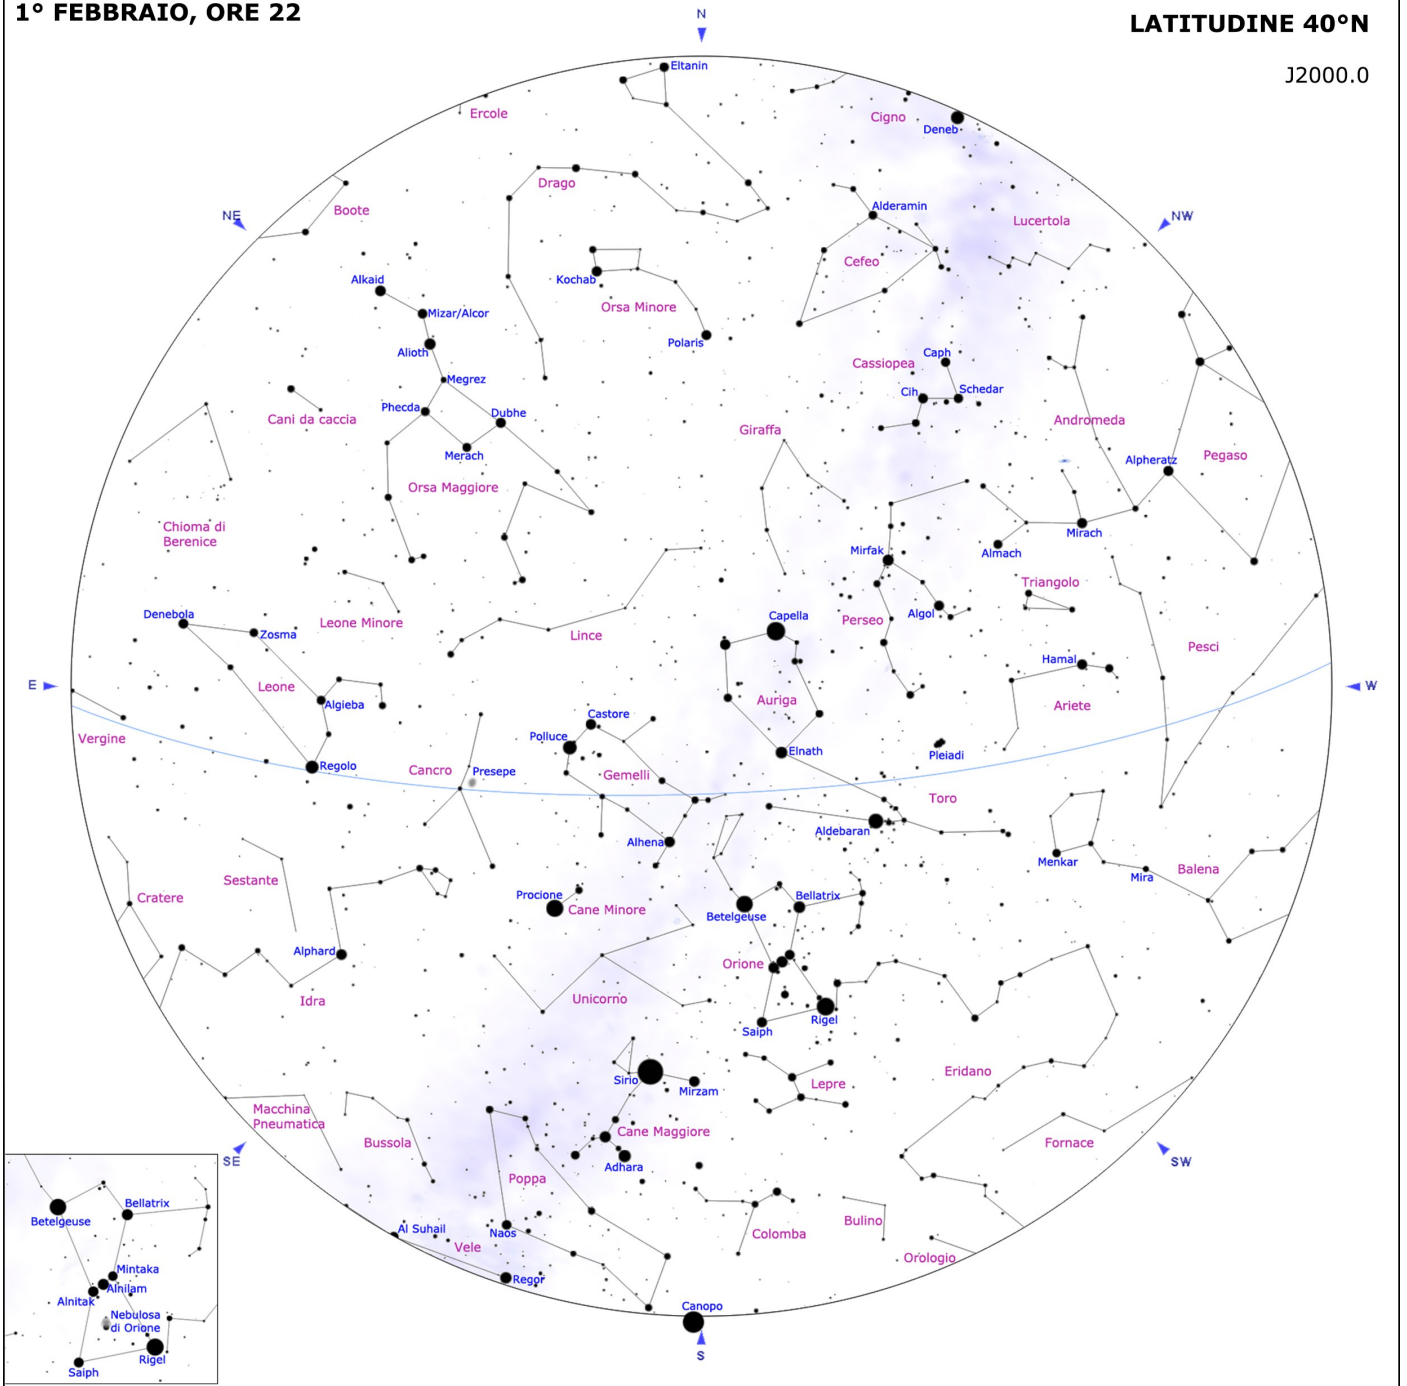 1° FEBBRAIO, ORE 22
LATITUDINE 40°N
J2000.0
N
Eltanin
Ercole
Cigno
Deneb
Drago
NE
Boote
Alderamin
Lucertola
NW
Cefeo
Alkaid
Kochab
Orsa Minore
Mizar/Alcor
Polaris
Alioth
Caph
Cassiopea
Megrez
Cih
Schedar
Phecda
Dubhe
Cani da caccia
Giraffa
Andromeda
Merach
Alpheratz
Pegaso
Orsa Maggiore
Chioma di
Berenice
Mirach
Mirfak
Almach
Triangolo
Denebola
Capella
Algol
Leone Minore
Perseo
Zosma
Lince
Pesci
Hamal
E
Leone
W
Algieba
Auriga
Ariete
Castore
Vergine
Polluce
Elnath
Pleiadi
Regolo
Cancro
Presepe
Gemelli
Toro
Aldebaran
Alhena
Menkar
Balena
Mira
Sestante
Cratere
Procione
Cane Minore
Bellatrix
Betelgeuse
Alphard
Orione
Idra
Unicorno
Rigel
Saiph
Sirio
Eridano
Lepre
Mirzam
Macchina
Pneumatica
Cane Maggiore
Bussola
Fornace
SE
SW
Adhara
Poppa
Bulino
Al Suhail
Naos
Colomba
Vele
Orologio
Regor
Canopo
S
Bellatrix
Betelgeuse
Mintaka
Alnilam
Alnitak
Nebulosa
di Orione
Rigel
Saiph